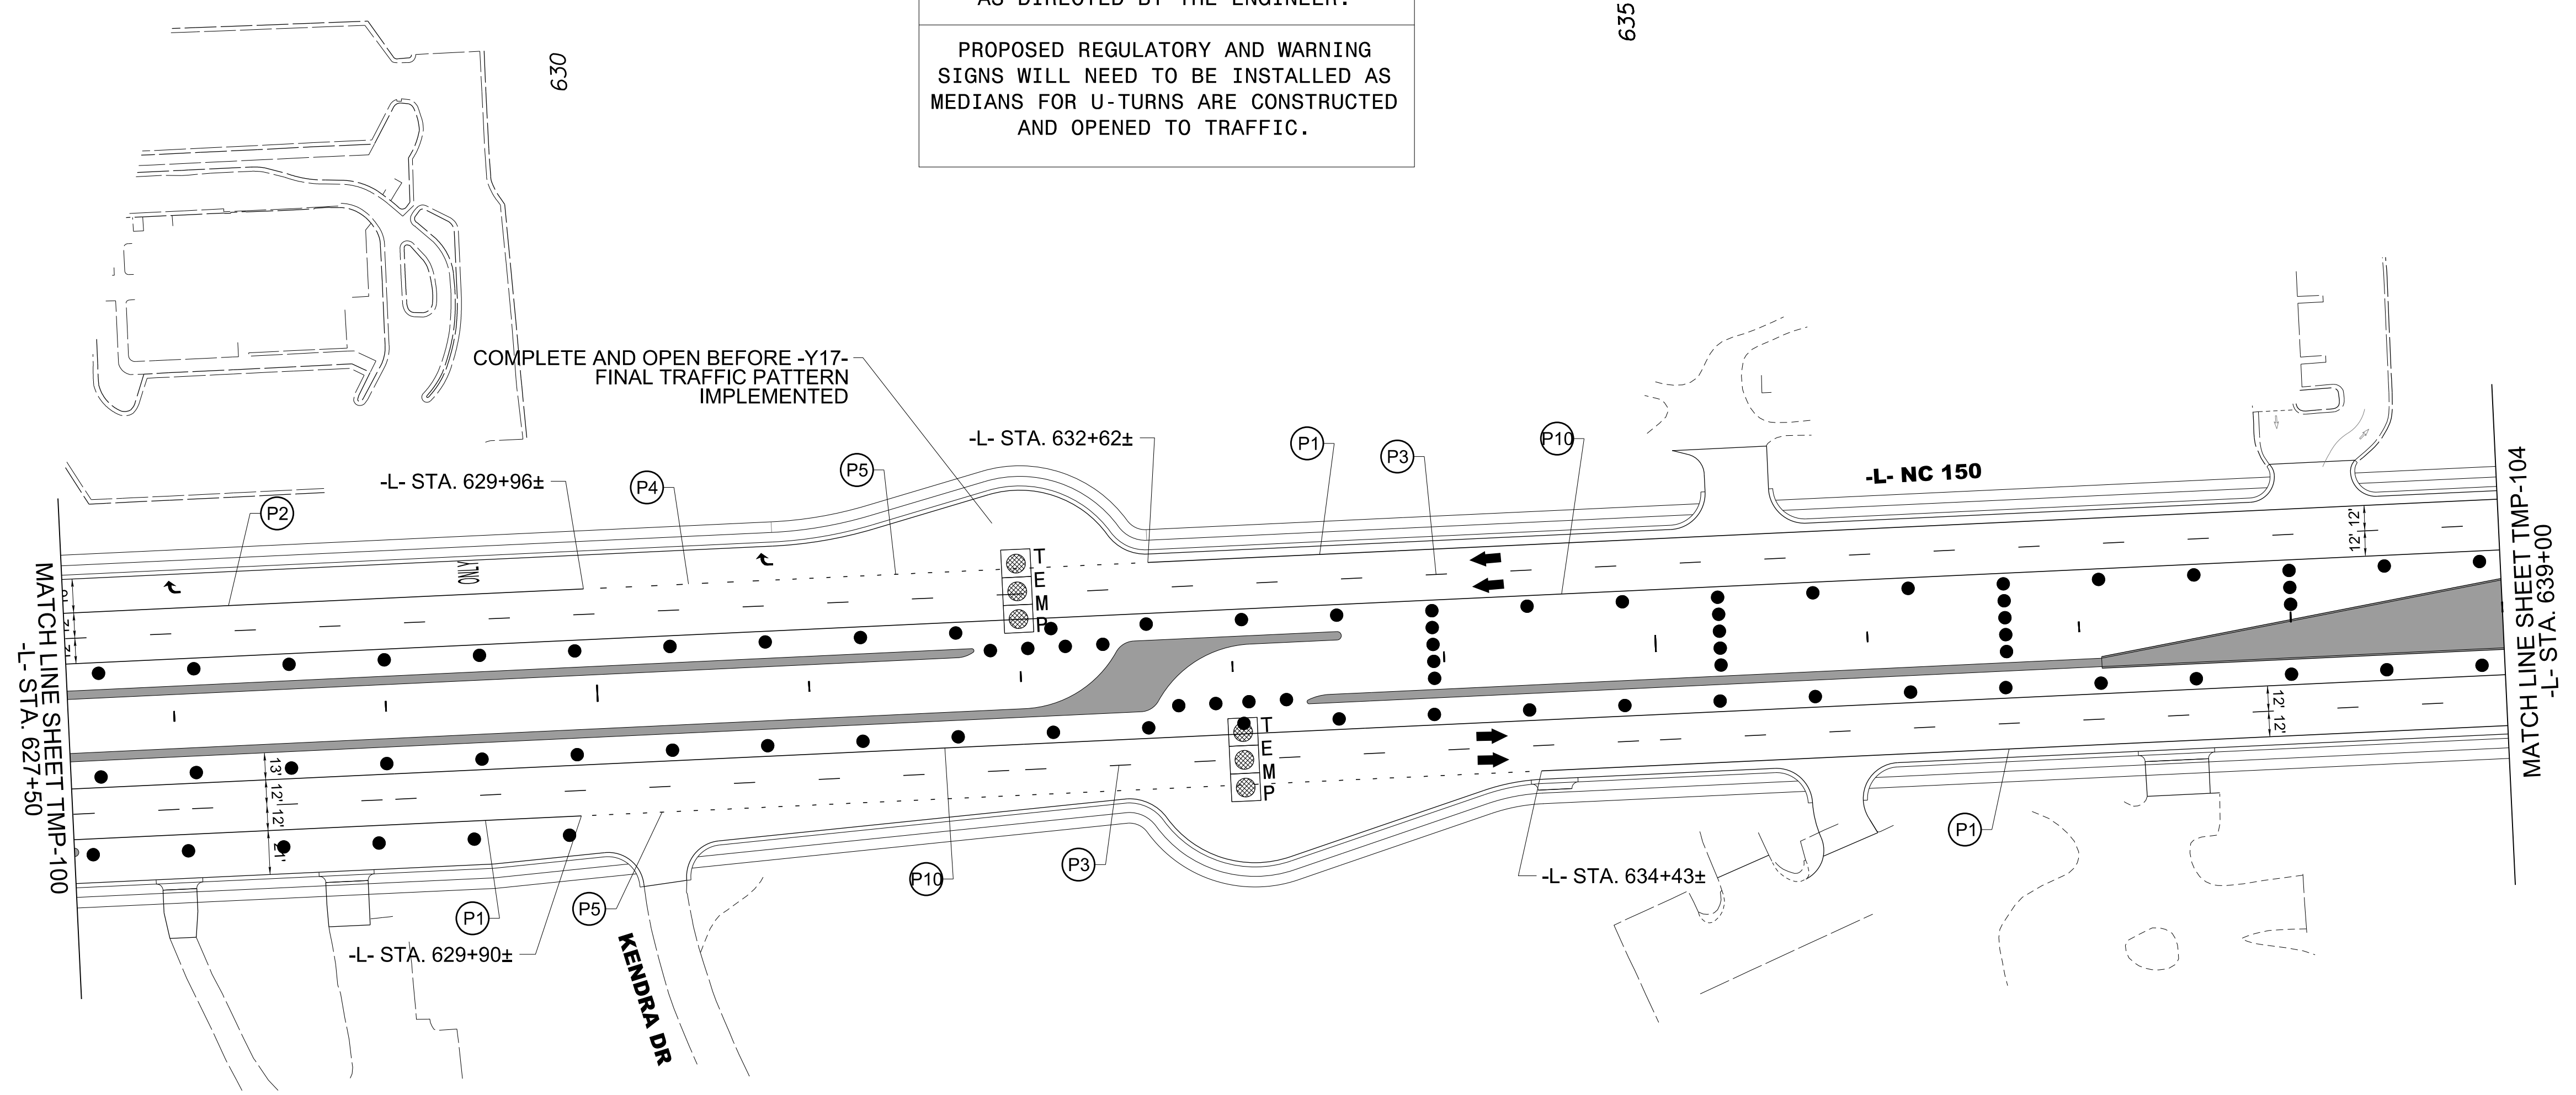 AS DIRECTED BY THE ENGINEER.
PROPOSED REGULATORY AND WARNING
SIGNS WILL NEED TO BE INSTALLED AS
MEDIANS FOR U-TURNS ARE CONSTRUCTED
AND OPENED TO TRAFFIC.
630
635
COMPLETE AND OPEN BEFORE -Y17-
FINAL TRAFFIC PATTERN
IMPLEMENTED
-L- STA. 632+62±
P1
P3
P10
-L- NC 150
-L- STA. 629+96±
P4
P5
P2
ONLY
TEMP
12'
12'
MATCH LINE SHEET TMP-104
-L- STA. 639+00
MATCH LINE SHEET TMP-100
-L- STA. 627+50
TEMP
12'
12'
13'
12'
12'
21'
P1
P5
P10
P3
-L- STA. 634+43±
P1
-L- STA. 629+90±
KENDRA DR